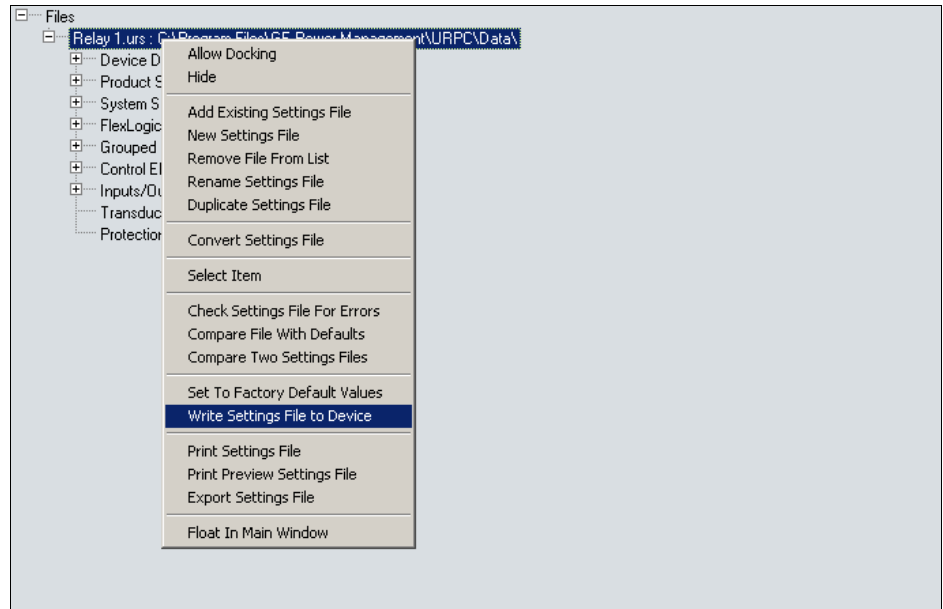 Files
Relay 1.urs : C:\Program Files\GE Power Management\URPC\Data\
Device D
Product S
System S
FlexLogic
Grouped
Control El
Inputs/Ou
Transduc
Protection
Allow Docking
Hide
Add Existing Settings File
New Settings File
Remove File From List
Rename Settings File
Duplicate Settings File
Convert Settings File
Select Item
Check Settings File For Errors
Compare File With Defaults
Compare Two Settings Files
Set To Factory Default Values
Write Settings File to Device
Print Settings File
Print Preview Settings File
Export Settings File
Float In Main Window